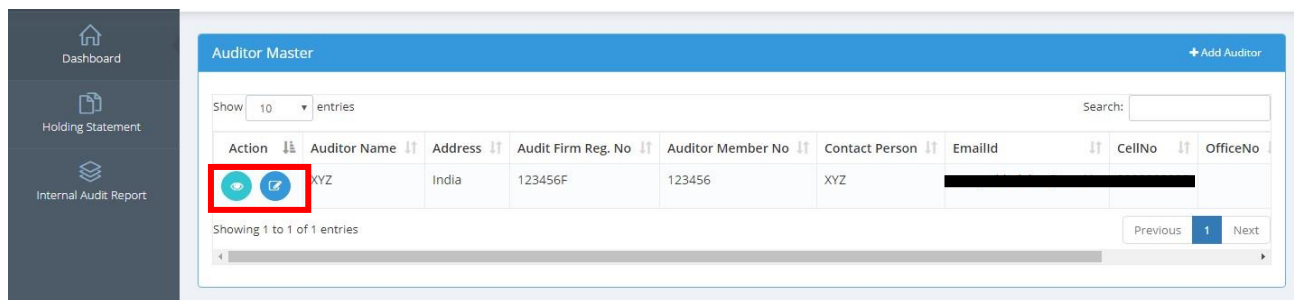 Dashboard
Holding Statement
Internal Audit Report
Auditor Master
+ Add Auditor
Show 10 entries
Search:
Action Auditor Name Address Audit Firm Reg. No Auditor Member No Contact Person EmailId CellNo OfficeNo
XYZ India 123456F 123456 XYZ
Showing 1 to 1 of 1 entries
Previous 1 Next